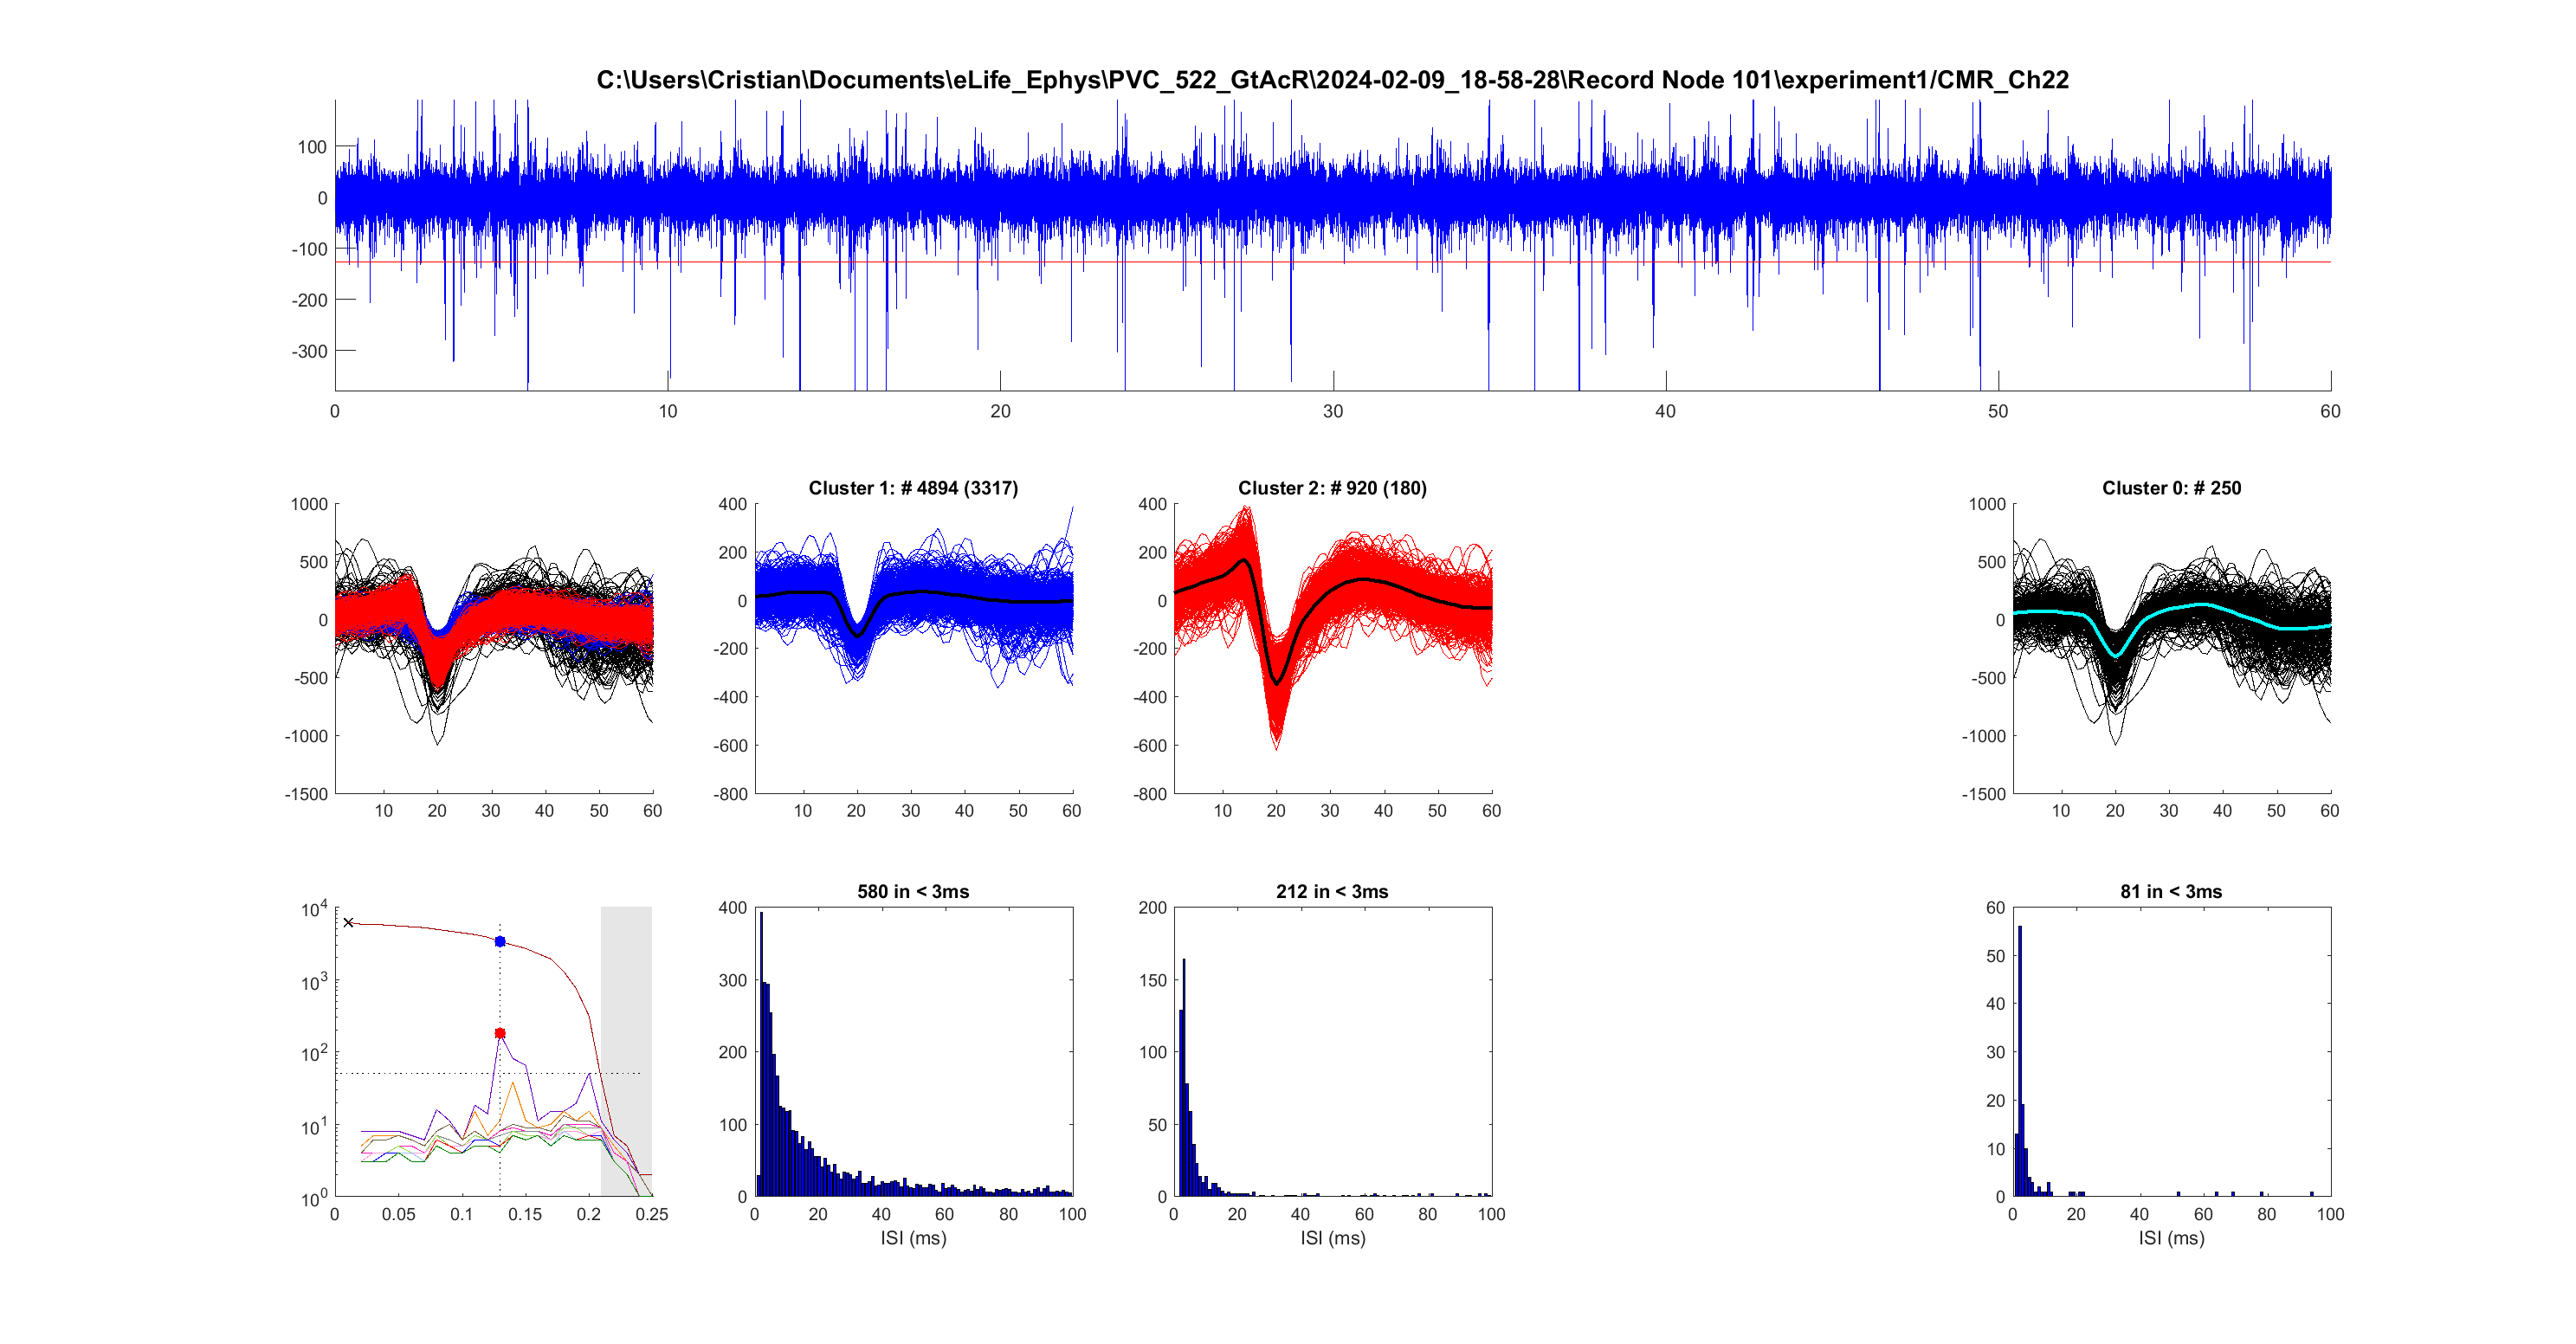 C:\Users\Cristian\Documents\eLife_Ephys\PVC_522_GtAcR\2024-02-09_18-58-28\Record Node 101\experiment1/CMR_Ch22
100
0
-100
-200
-300
0 10 20 30 40 50 60
Cluster 1: # 4894 (3317)
Cluster 2: # 920 (180)
Cluster 0: # 250
1000
500
0
-500
-1000
-1500
10 20 30 40 50 60
400
200
0
-200
-400
-600
-800
10 20 30 40 50 60
400
200
0
-200
-400
-600
-800
10 20 30 40 50 60
1000
500
0
-500
-1000
-1500
10 20 30 40 50 60
580 in < 3ms
212 in < 3ms
81 in < 3ms
10^4
10^3
10^2
10^1
10^0
0 0.05 0.1 0.15 0.2 0.25
400
300
200
100
0
0 20 40 60 80 100
ISI (ms)
200
150
100
50
0
0 20 40 60 80 100
ISI (ms)
60
50
40
30
20
10
0
0 20 40 60 80 100
ISI (ms)